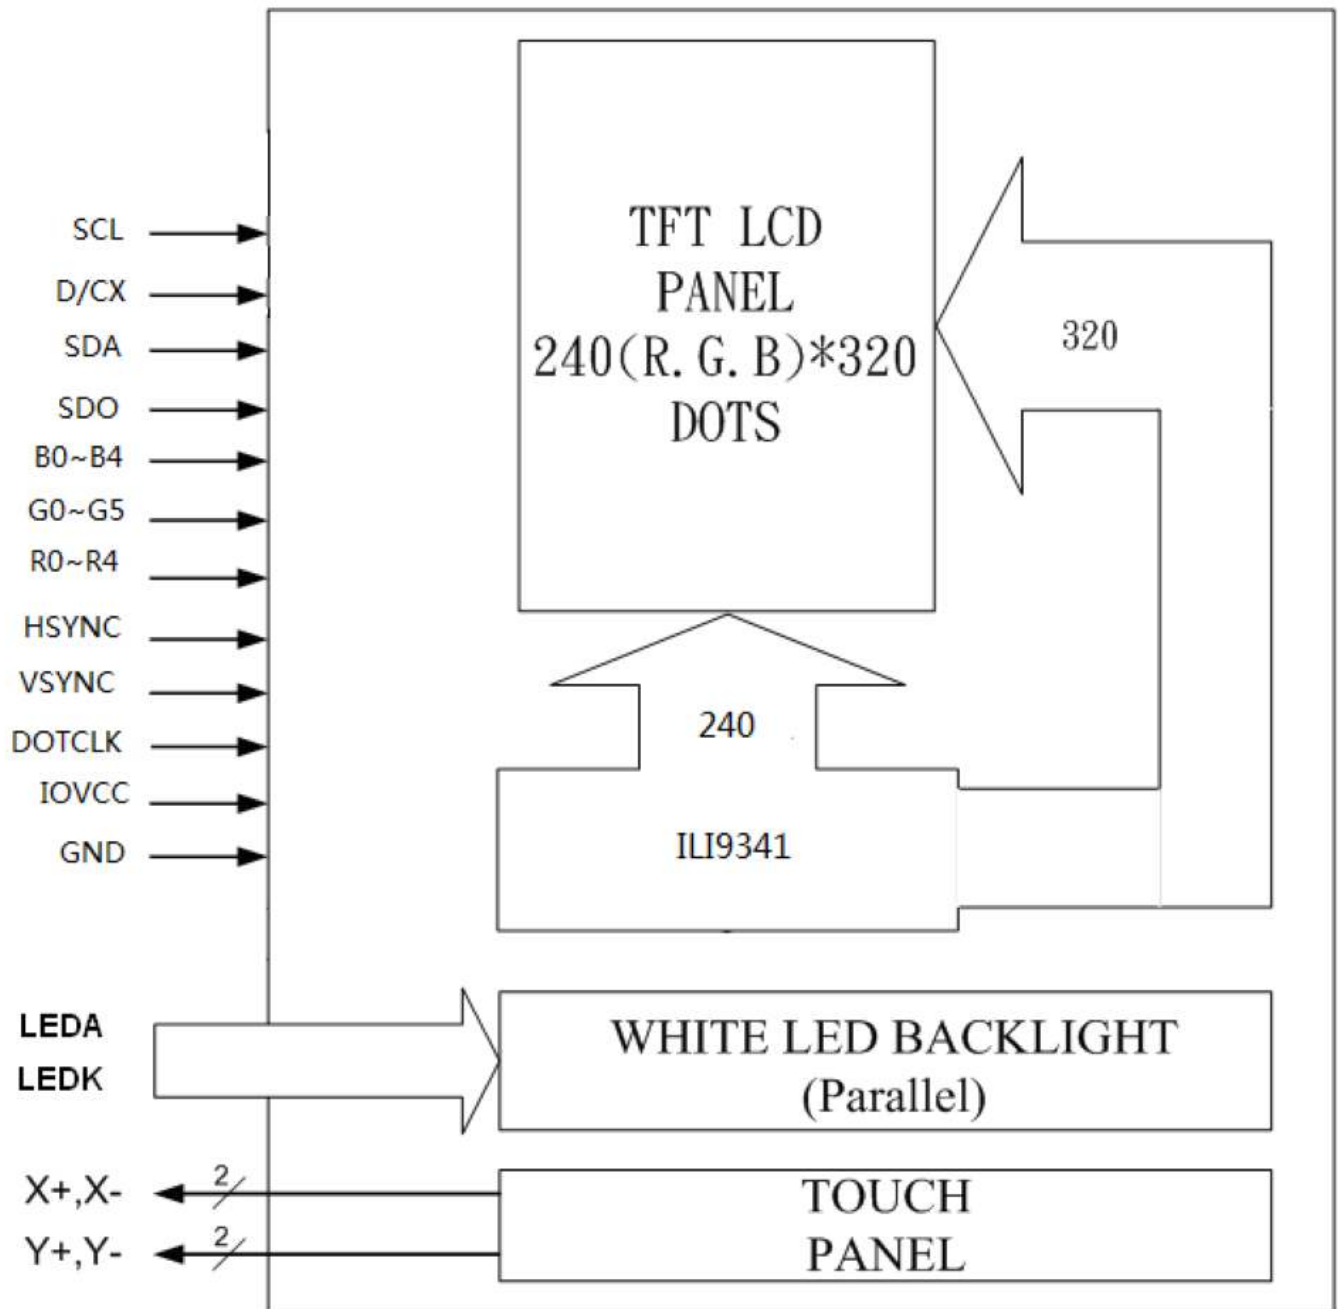 TFT LCD
PANEL
240(R.G.B)*320
DOTS
320
SCL
D/CX
SDA
SDO
B0~B4
G0~G5
R0~R4
HSYNC
VSYNC
DOTCLK
IOVCC
GND
240
ILI9341
LEDA
LEDK
WHITE LED BACKLIGHT
(Parallel)
X+,X-
2
Y+,Y-
2
TOUCH
PANEL